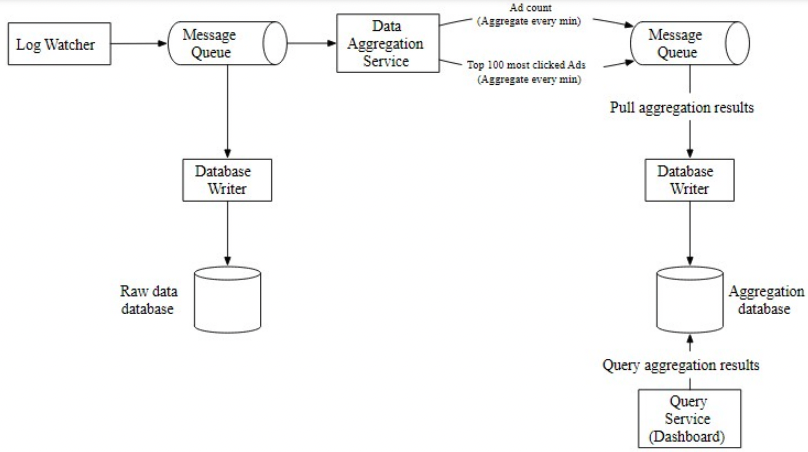 Log Watcher
Message
Queue
Data
Aggregation
Service
Ad count
(Aggregate every min)
Top 100 most clicked Ads
(Aggregate every min)
Message
Queue
Pull aggregation results
Database
Writer
Database
Writer
Raw data
database
Aggregation
database
Query aggregation results
Query
Service
(Dashboard)